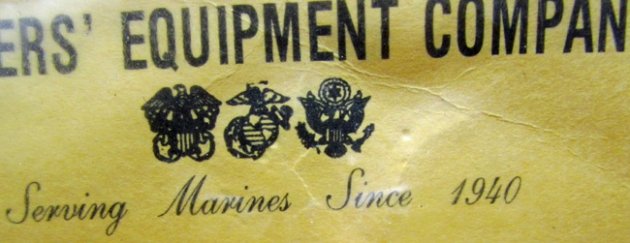 ERS' EQUIPMENT COMPAN
Serving Marines Since 1940